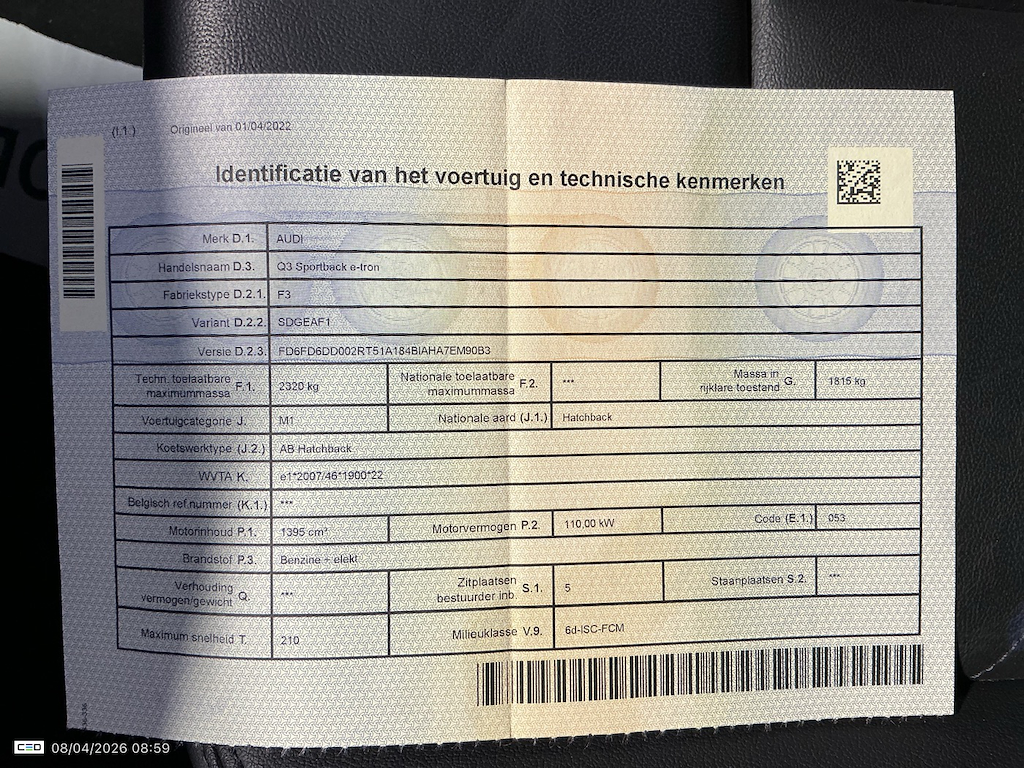 (I.1.) Origineel van 01/04/2022
Identificatie van het voertuig en technische kenmerken
Merk D.1. AUDI
Handelsnaam D.3. Q3 Sportback e-tron
Fabriekstype D.2.1. F3
Variant D.2.2. SDGEAF1
Versie D.2.3. FD6FD6DD002RT51A184BIAHA7EM90B3
Techn. toelaatbare maximummassa F.1. 2320 kg Nationale toelaatbare maximummassa F.2. *** Massa in rijklare toestand G. 1815 kg
Voertuigcategorie J. M1 Nationale aard (J.1.) Hatchback
Koetswerktype (J.2.) AB Hatchback
WVTA K. e1*2007/46*1900*22
Belgisch ref.nummer (K.1.) ***
Motorinhoud P.1. 1395 cm³ Motorvermogen P.2. 110,00 kW Code (E.1.) 053
Brandstof P.3. Benzine + elekt
Verhouding vermogen/gewicht Q. *** Zitplaatsen bestuurder inb. S.1. 5 Staanplaatsen S.2. ***
Maximum snelheid T. 210 Milieuklasse V.9. 6d-ISC-FCM
CEO 08/04/2026 08:59